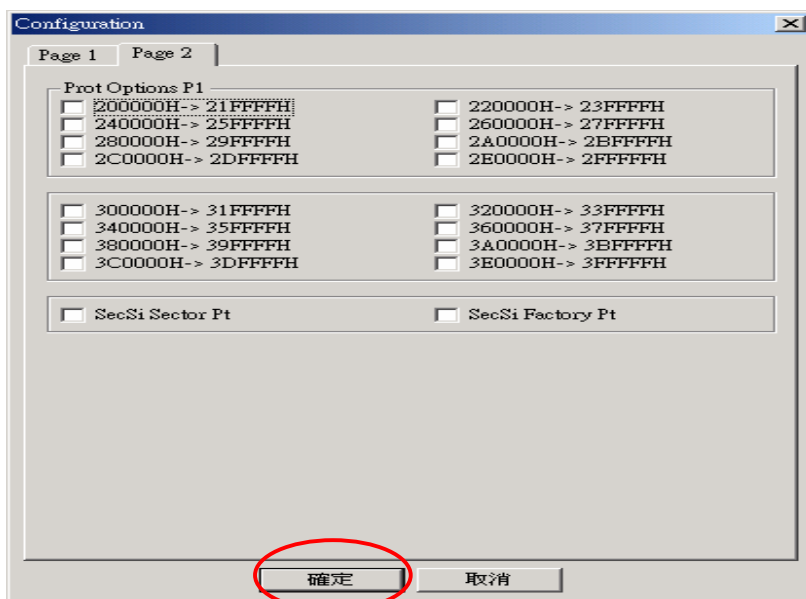 Configuration
Page 1 Page 2
Prot Options P1
200000H-> 21FFFFH 220000H-> 23FFFFH
240000H-> 25FFFFH 260000H-> 27FFFFH
280000H-> 29FFFFH 2A0000H-> 2BFFFFH
2C0000H-> 2DFFFFH 2E0000H-> 2FFFFFH
300000H-> 31FFFFH 320000H-> 33FFFFH
340000H-> 35FFFFH 360000H-> 37FFFFH
380000H-> 39FFFFH 3A0000H-> 3BFFFFH
3C0000H-> 3DFFFFH 3E0000H-> 3FFFFFH
SecSi Sector Pt SecSi Factory Pt
確定 取消